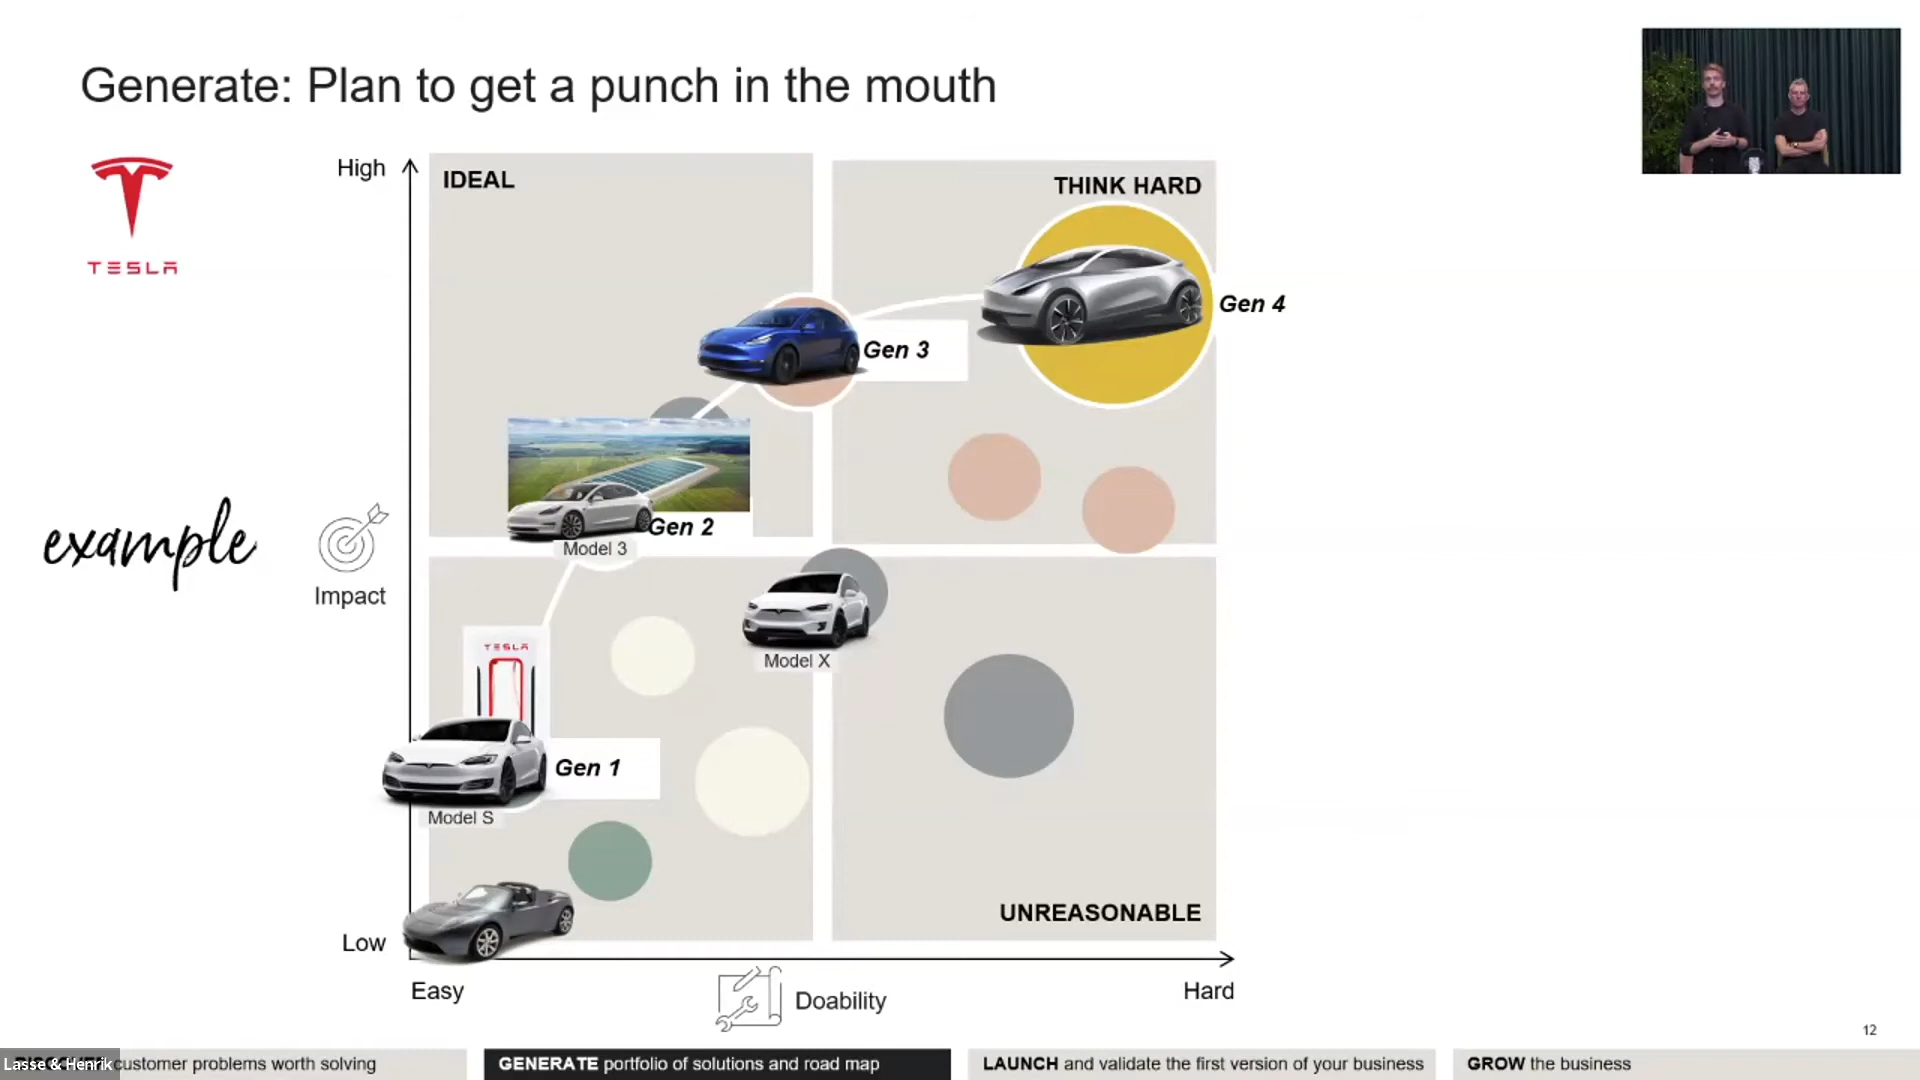 Generate: Plan to get a punch in the mouth
TESLA
High
IDEAL
THINK HARD
Gen 4
Gen 3
Gen 2
Model 3
example
Impact
TESLA
Model X
Gen 1
Model S
UNREASONABLE
Low
Easy
Doability
Hard
12
Lasse & Henrik
customer problems worth solving
GENERATE portfolio of solutions and road map
LAUNCH and validate the first version of your business
GROW the business